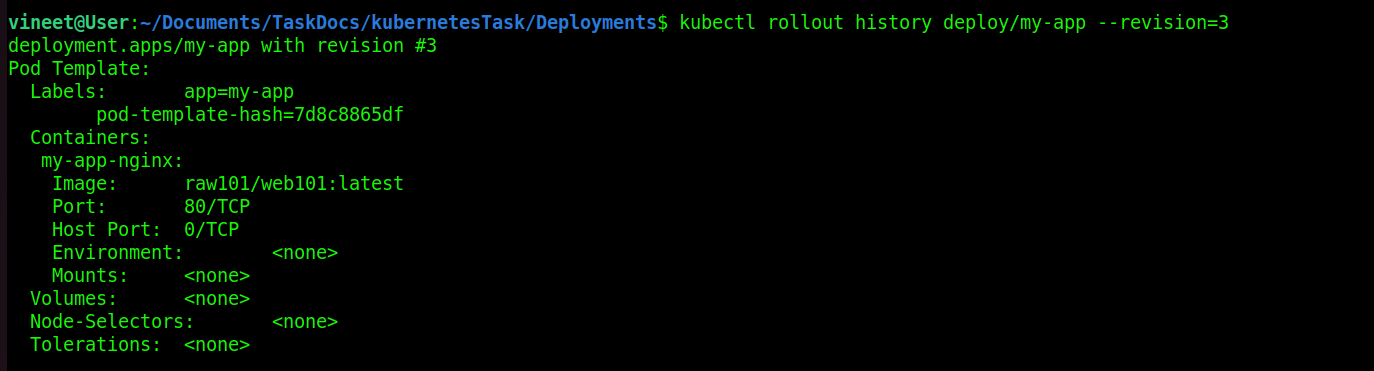 vineet@User:~/Documents/TaskDocs/kubernetesTask/Deployments$ kubectl rollout history deploy/my-app --revision=3
deployment.apps/my-app with revision #3
Pod Template:
  Labels:       app=my-app
        pod-template-hash=7d8c8865df
  Containers:
   my-app-nginx:
    Image:      raw101/web101:latest
    Port:       80/TCP
    Host Port:  0/TCP
    Environment:        <none>
    Mounts:     <none>
  Volumes:      <none>
  Node-Selectors:       <none>
  Tolerations:  <none>